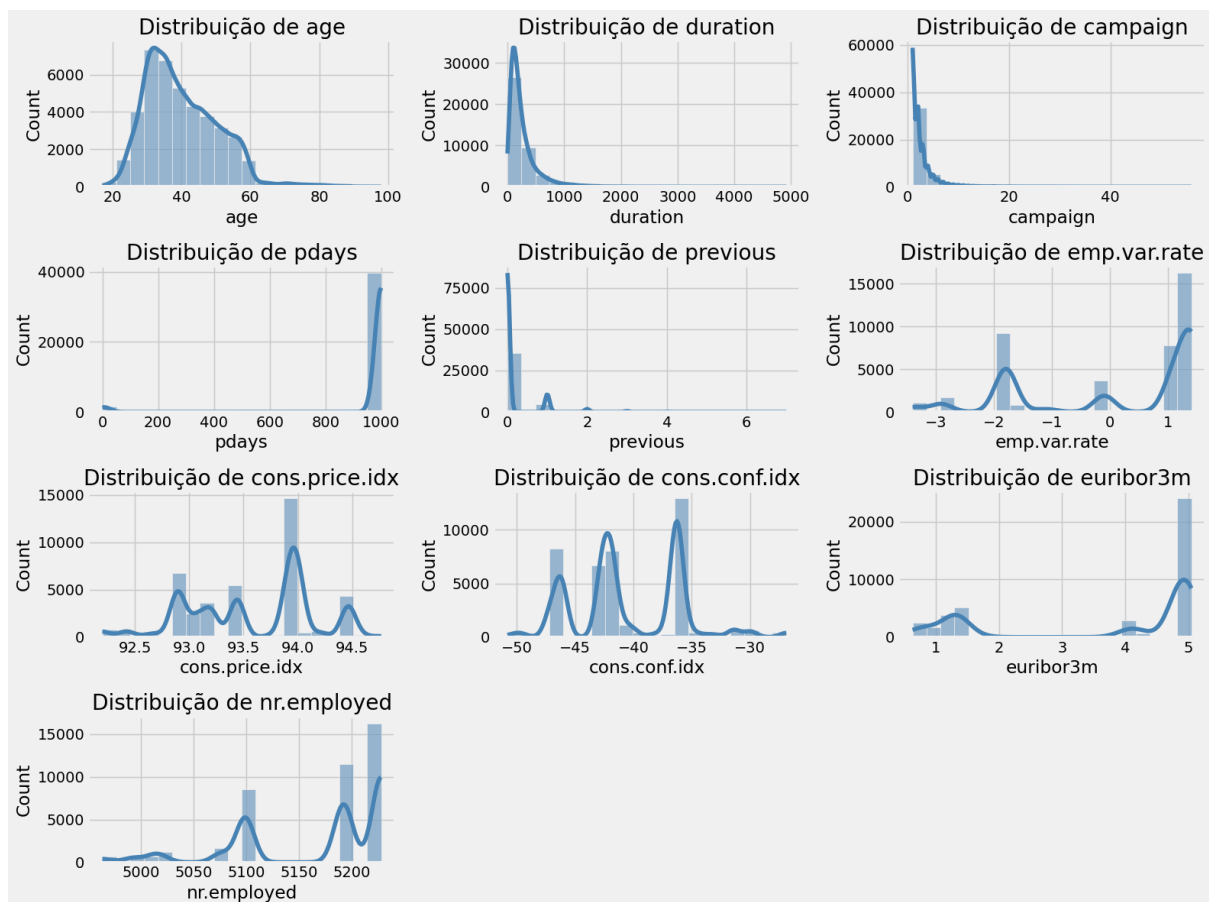 Distribuição de age
Count
6000
4000
2000
0
20 40 60 80 100
age
Distribuição de duration
Count
30000
20000
10000
0
0 1000 2000 3000 4000 5000
duration
Distribuição de campaign
Count
60000
40000
20000
0
0 20 40
campaign
Distribuição de pdays
Count
40000
20000
0
0 200 400 600 800 1000
pdays
Distribuição de previous
Count
75000
50000
25000
0
0 2 4 6
previous
Distribuição de emp.var.rate
Count
15000
10000
5000
0
−3 −2 −1 0 1
emp.var.rate
Distribuição de cons.price.idx
Count
15000
10000
5000
0
92.5 93.0 93.5 94.0 94.5
cons.price.idx
Distribuição de cons.conf.idx
Count
10000
5000
0
−50 −45 −40 −35 −30
cons.conf.idx
Distribuição de euribor3m
Count
20000
10000
0
1 2 3 4 5
euribor3m
Distribuição de nr.employed
Count
15000
10000
5000
0
5000 5050 5100 5150 5200
nr.employed